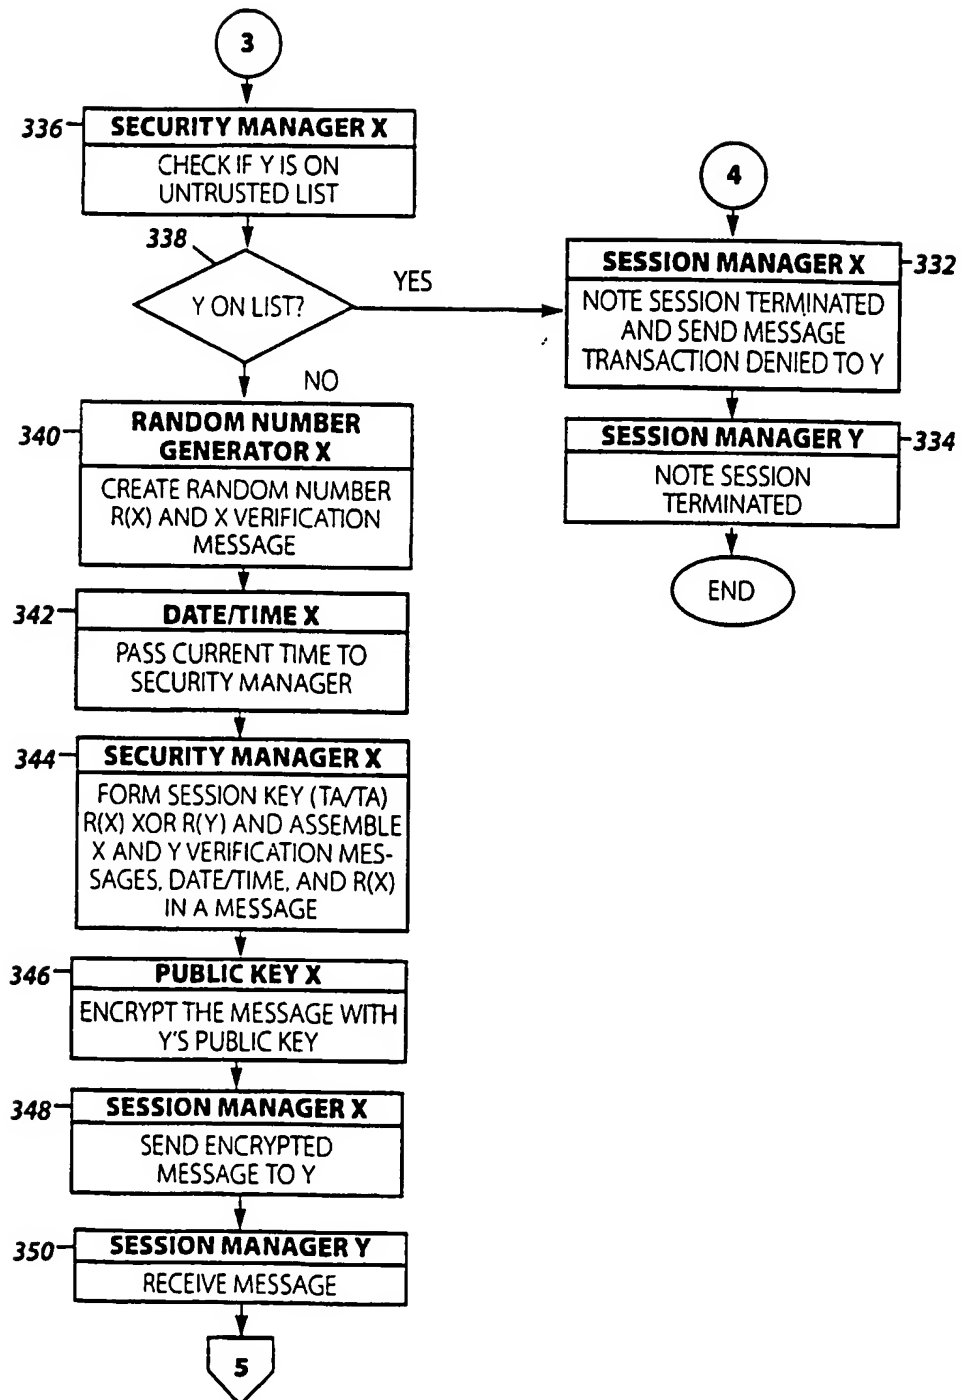 3
336
SECURITY MANAGER X
CHECK IF Y IS ON
UNTRUSTED LIST
338
Y ON LIST?
YES
NO
340
RANDOM NUMBER
GENERATOR X
CREATE RANDOM NUMBER
R(X) AND X VERIFICATION
MESSAGE
342
DATE/TIME X
PASS CURRENT TIME TO
SECURITY MANAGER
344
SECURITY MANAGER X
FORM SESSION KEY (TA/TA)
R(X) XOR R(Y) AND ASSEMBLE
X AND Y VERIFICATION MES-
SAGES, DATE/TIME, AND R(X)
IN A MESSAGE
346
PUBLIC KEY X
ENCRYPT THE MESSAGE WITH
Y'S PUBLIC KEY
348
SESSION MANAGER X
SEND ENCRYPTED
MESSAGE TO Y
350
SESSION MANAGER Y
RECEIVE MESSAGE
5
4
SESSION MANAGER X
332
NOTE SESSION TERMINATED
AND SEND MESSAGE
TRANSACTION DENIED TO Y
SESSION MANAGER Y
334
NOTE SESSION
TERMINATED
END